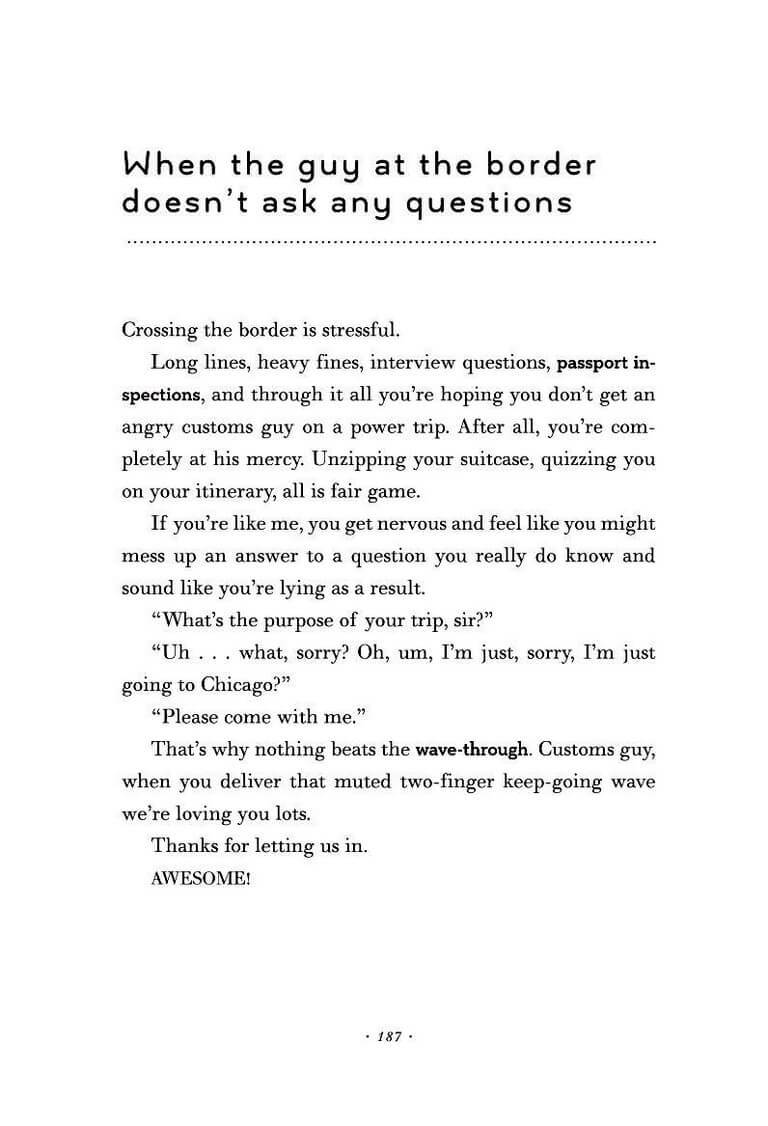 When the guy at the border
doesn’t ask any questions
Crossing the border is stressful.
Long lines, heavy fines, interview questions, passport in-
spections, and through it all you’re hoping you don’t get an
angry customs guy on a power trip. After all, you’re com-
pletely at his mercy. Unzipping your suitcase, quizzing you
on your itinerary, all is fair game.
If you’re like me, you get nervous and feel like you might
mess up an answer to a question you really do know and
sound like you’re lying as a result.
“What’s the purpose of your trip, sir?”
“Uh . . . what, sorry? Oh, um, I’m just, sorry, I’m just
going to Chicago?”
“Please come with me.”
That’s why nothing beats the wave-through. Customs guy,
when you deliver that muted two-finger keep-going wave
we’re loving you lots.
Thanks for letting us in.
AWESOME!
· 187 ·